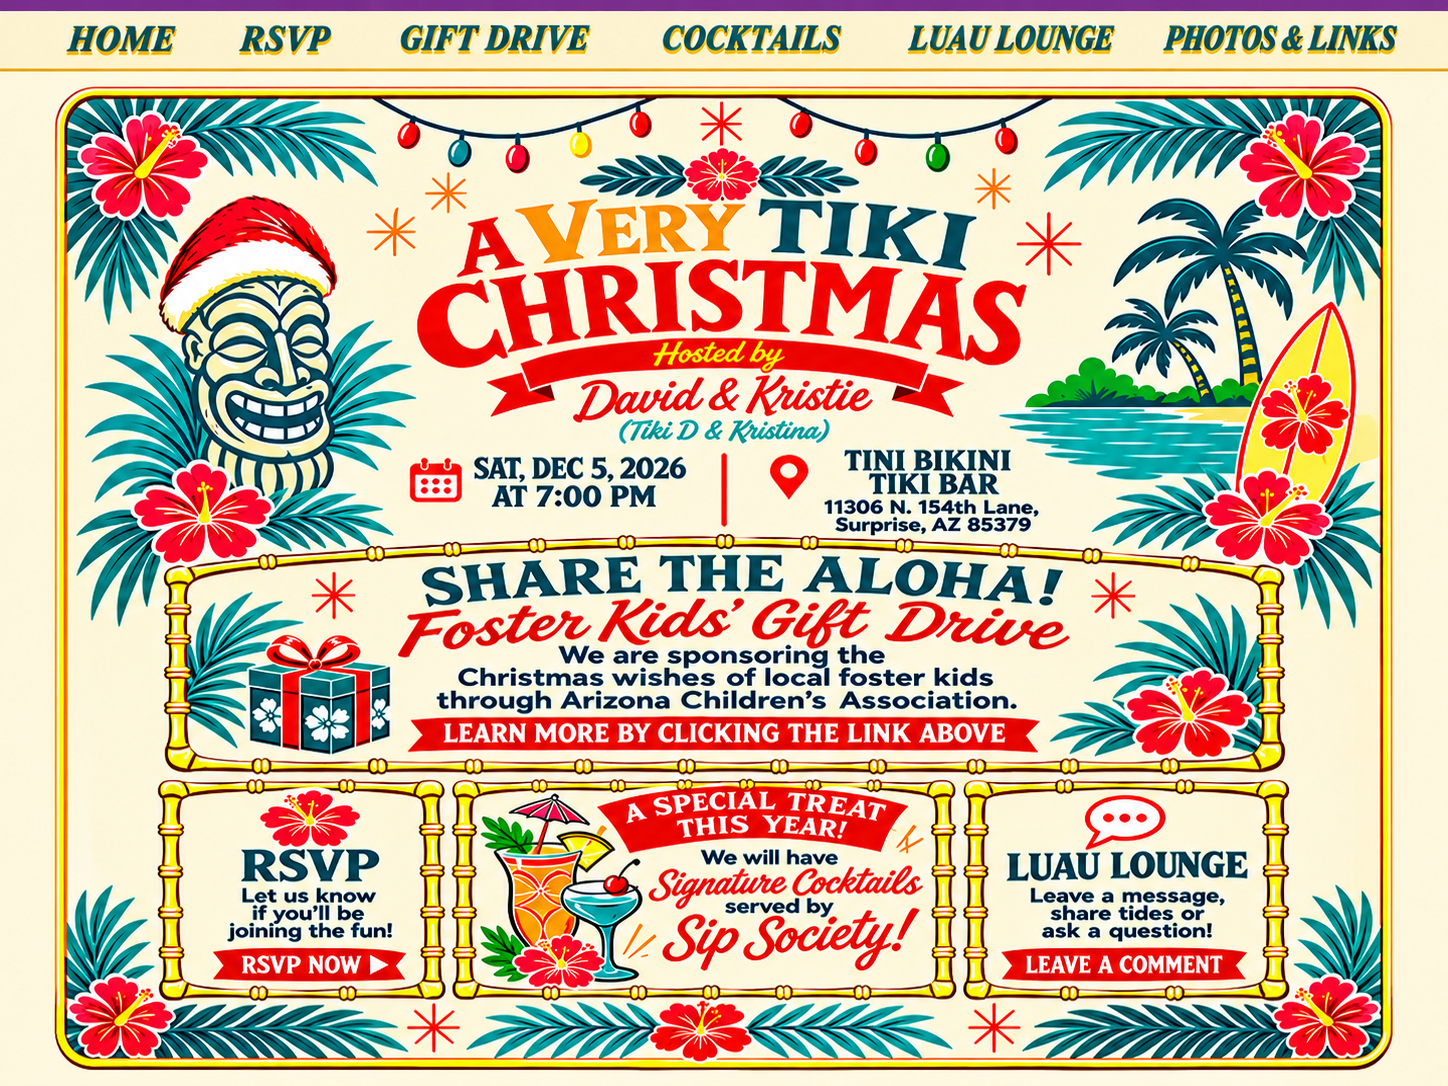 HOME RSVP GIFT DRIVE COCKTAILS LUAU LOUNGE PHOTOS & LINKS
A VERY TIKI
CHRISTMAS
Hosted by
David & Kristie
(Tiki D & Kristina)
SAT, DEC 5, 2026
AT 7:00 PM
TINI BIKINI
TIKI BAR
11306 N. 154th Lane,
Surprise, AZ 85379
SHARE THE ALOHA!
Foster Kids' Gift Drive
We are sponsoring the
Christmas wishes of local foster kids
through Arizona Children's Association.
LEARN MORE BY CLICKING THE LINK ABOVE
RSVP
Let us know
if you'll be
joining the fun!
RSVP NOW
A SPECIAL TREAT
THIS YEAR!
We will have
Signature Cocktails
served by
Sip Society!
LUAU LOUNGE
Leave a message,
share tides or
ask a question!
LEAVE A COMMENT